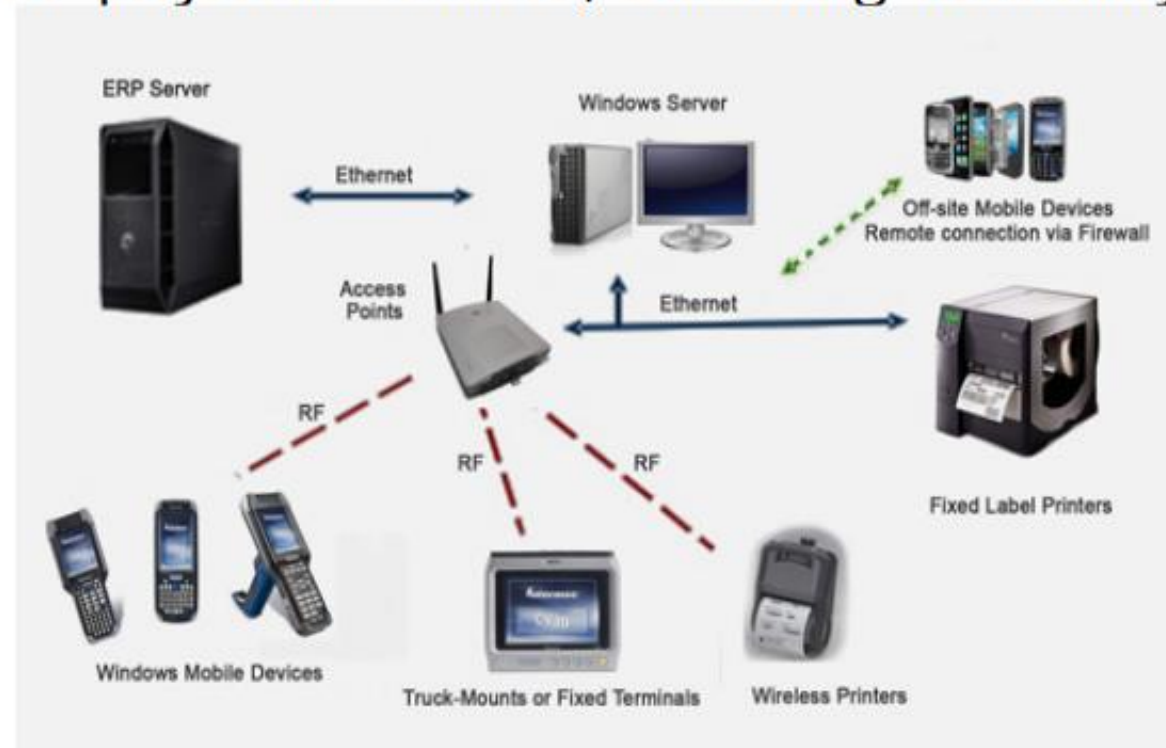 ERP Server
Windows Server
Ethernet
Off-site Mobile Devices
Remote connection via Firewall
Access
Points
Ethernet
RF
RF
RF
Fixed Label Printers
Windows Mobile Devices
Truck-Mounts or Fixed Terminals
Wireless Printers